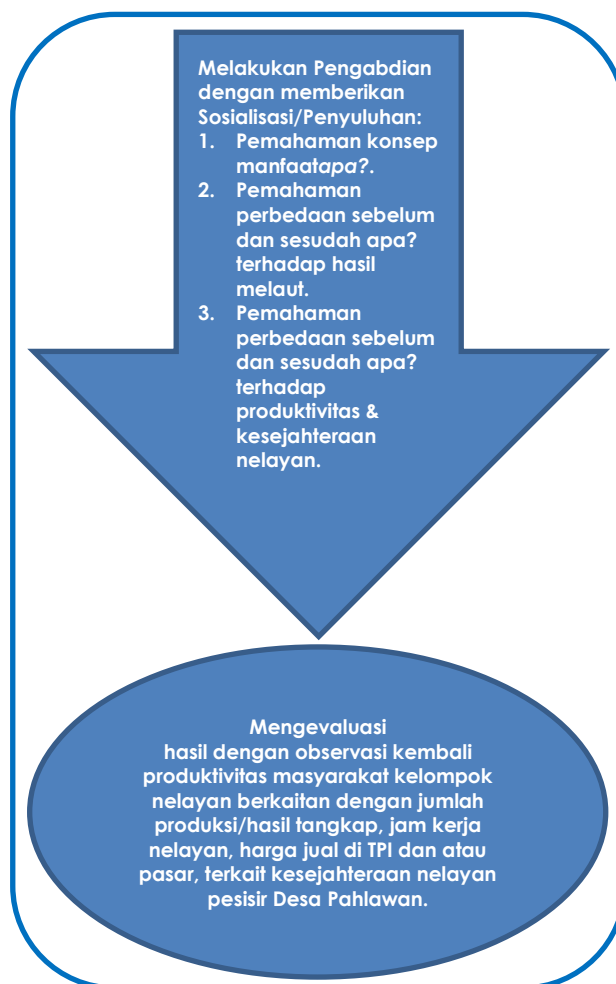 Melakukan Pengabdian
dengan memberikan
Sosialisasi/Penyuluhan:
1. Pemahaman konsep
manfaatapa?.
2. Pemahaman
perbedaan sebelum
dan sesudah apa?
terhadap hasil
melaut.
3. Pemahaman
perbedaan sebelum
dan sesudah apa?
terhadap
produktivitas &
kesejahteraan
nelayan.
Mengevaluasi
hasil dengan observasi kembali
produktivitas masyarakat kelompok
nelayan berkaitan dengan jumlah
produksi/hasil tangkap, jam kerja
nelayan, harga jual di TPI dan atau
pasar, terkait kesejahteraan nelayan
pesisir Desa Pahlawan.